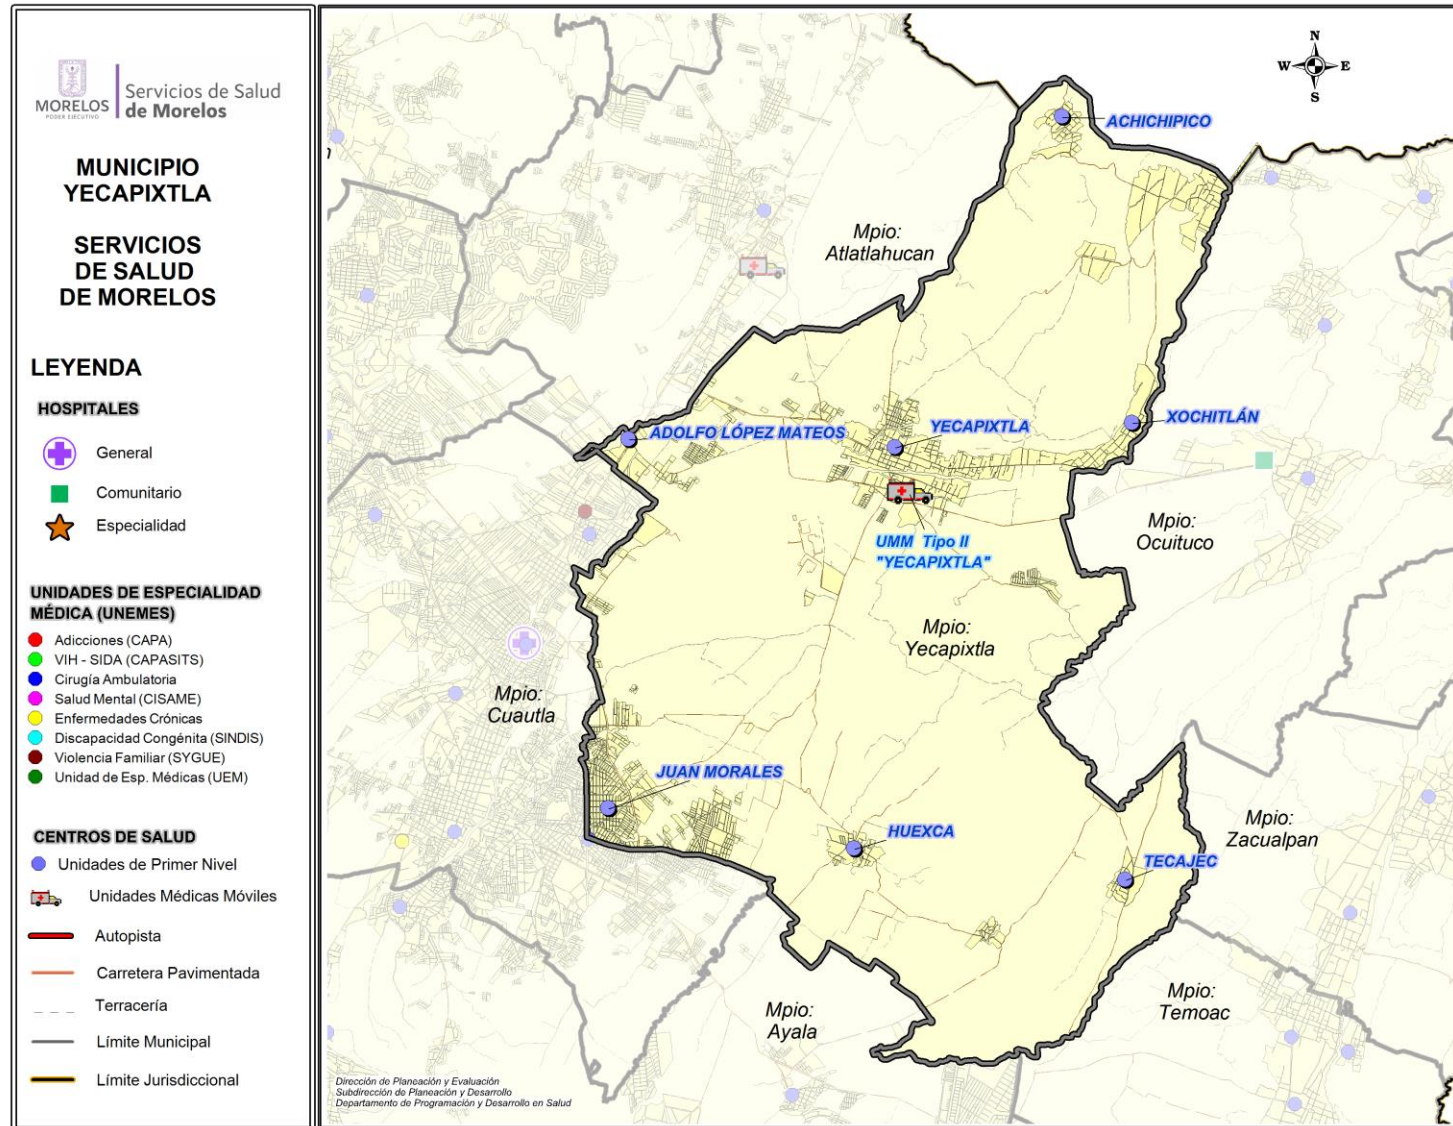 MORELOS
PODER EJECUTIVO
Servicios de Salud
de Morelos
MUNICIPIO
YECAPIXTLA
SERVICIOS
DE SALUD
DE MORELOS
LEYENDA
HOSPITALES
General
Comunitario
Especialidad
UNIDADES DE ESPECIALIDAD
MÉDICA (UNEMES)
Adicciones (CAPA)
VIH - SIDA (CAPASITS)
Cirugía Ambulatoria
Salud Mental (CISAME)
Enfermedades Crónicas
Discapacidad Congénita (SINDIS)
Violencia Familiar (SYGUE)
Unidad de Esp. Médicas (UEM)
CENTROS DE SALUD
Unidades de Primer Nivel
Unidades Médicas Móviles
Autopista
Carretera Pavimentada
Terracería
Límite Municipal
Límite Jurisdiccional
N
W E
S
ACHICHIPICO
Mpio:
Atlatlahucan
XOCHITLÁN
YECAPIXTLA
ADOLFO LÓPEZ MATEOS
UMM Tipo II
"YECAPIXTLA"
Mpio:
Ocuituco
Mpio:
Yecapixtla
Mpio:
Cuautla
JUAN MORALES
HUEXCA
Mpio:
Zacualpan
TECAJEC
Mpio:
Temoac
Mpio:
Ayala
Dirección de Planeación y Evaluación
Subdirección de Planeación y Desarrollo
Departamento de Programación y Desarrollo en Salud